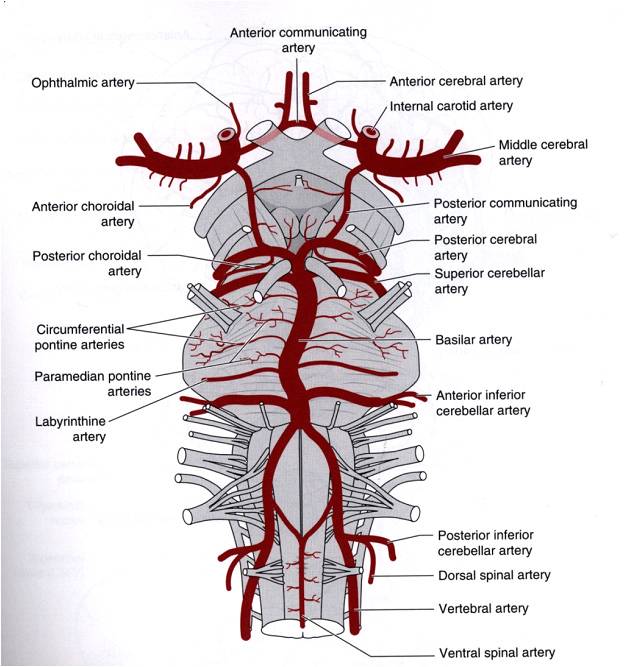 Anterior communicating
artery
Ophthalmic artery
Anterior cerebral artery
Internal carotid artery
Middle cerebral
artery
Anterior choroidal
artery
Posterior communicating
artery
Posterior choroidal
artery
Posterior cerebral
artery
Superior cerebellar
artery
Circumferential
pontine arteries
Basilar artery
Paramedian pontine
arteries
Labyrinthine
artery
Anterior inferior
cerebellar artery
Posterior inferior
cerebellar artery
Dorsal spinal artery
Vertebral artery
Ventral spinal artery